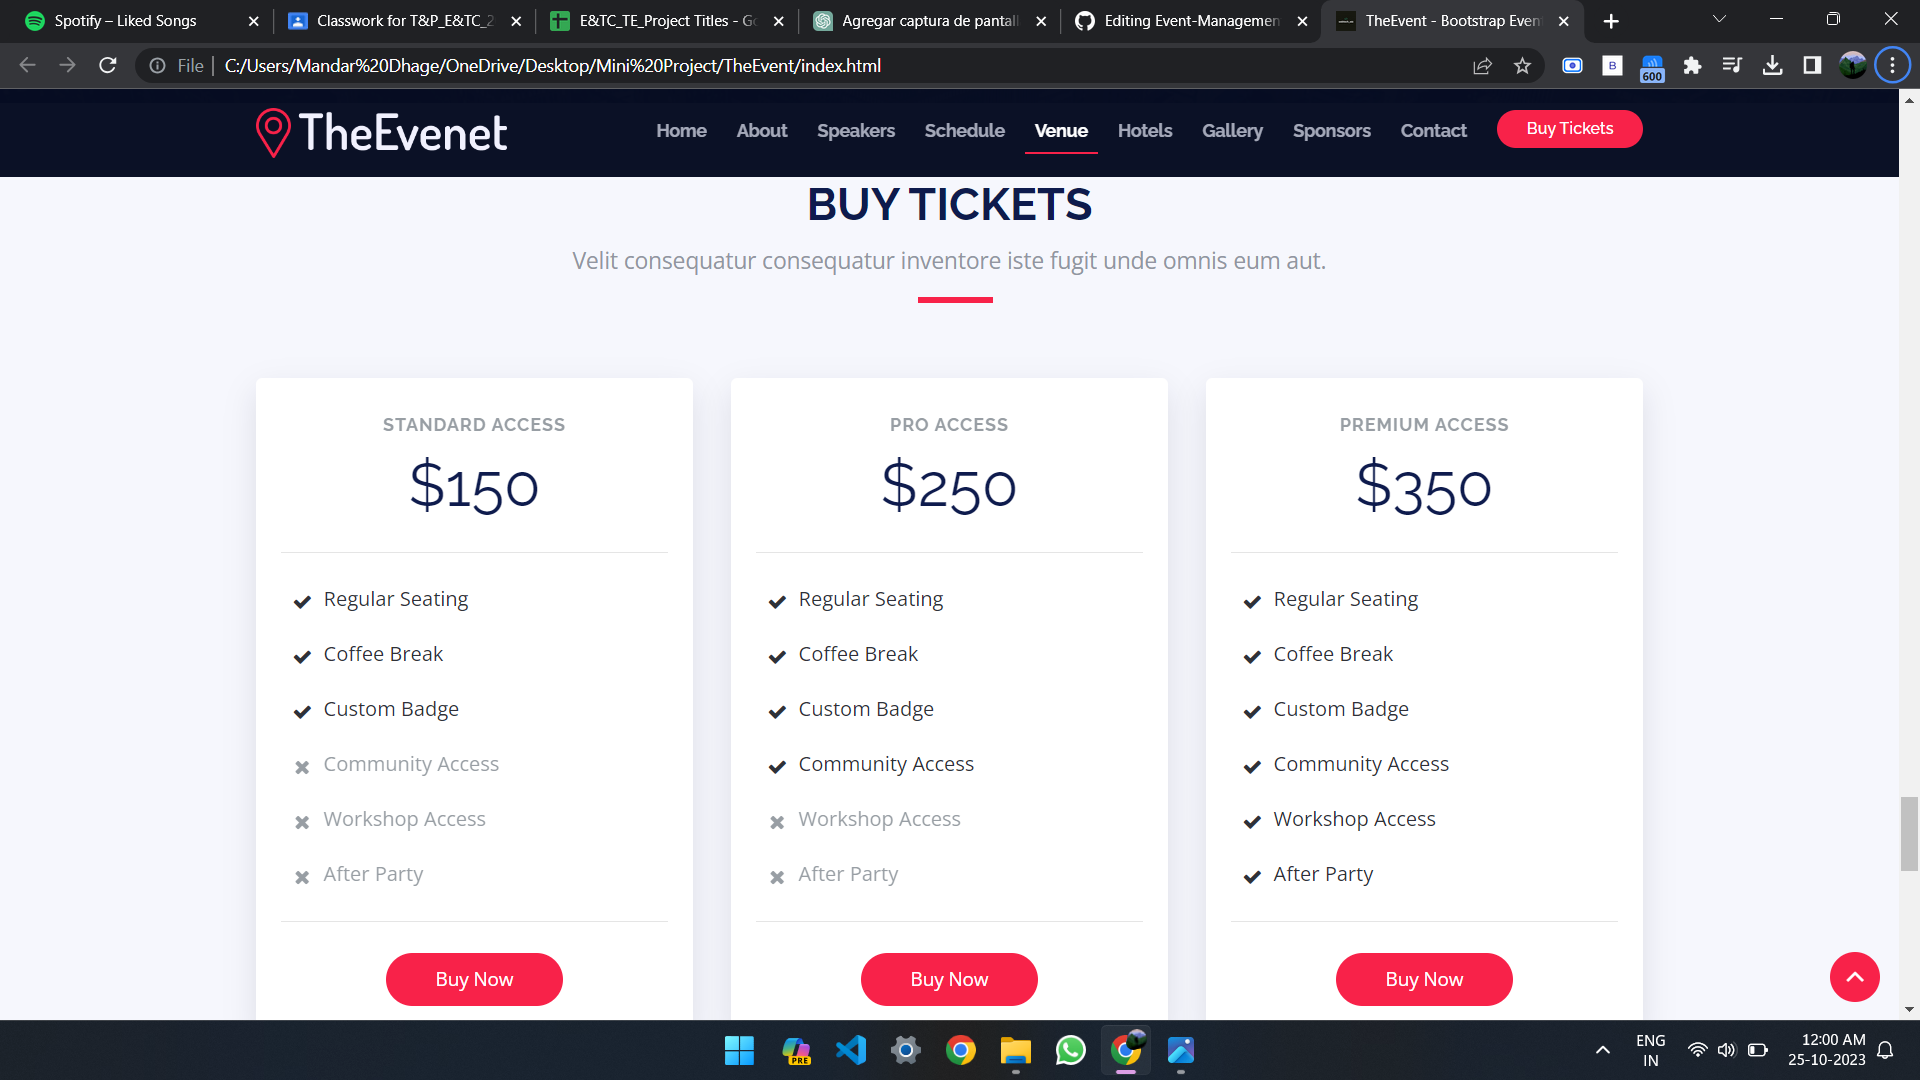 Spotify – Liked Songs
Classwork for T&P_E&TC_2
E&TC_TE_Project Titles - Go
Agregar captura de pantall
Editing Event-Managemen
TheEvent - Bootstrap Even
File
C:/Users/Mandar%20Dhage/OneDrive/Desktop/Mini%20Project/TheEvent/index.html
B
600
TheEvenet
Home About Speakers Schedule Venue Hotels Gallery Sponsors Contact Buy Tickets
BUY TICKETS
Velit consequatur consequatur inventore iste fugit unde omnis eum aut.
STANDARD ACCESS
$150
Regular Seating
Coffee Break
Custom Badge
Community Access
Workshop Access
After Party
Buy Now
PRO ACCESS
$250
Regular Seating
Coffee Break
Custom Badge
Community Access
Workshop Access
After Party
Buy Now
PREMIUM ACCESS
$350
Regular Seating
Coffee Break
Custom Badge
Community Access
Workshop Access
After Party
Buy Now
PRE
ENG
IN
12:00 AM
25-10-2023